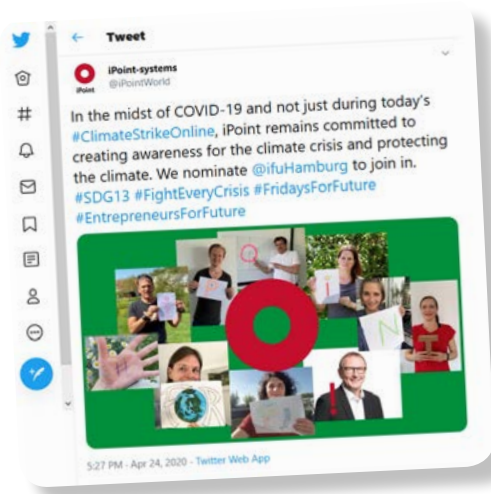 Tweet
iPoint
iPoint-systems
@iPointWorld
In the midst of COVID-19 and not just during today's
#ClimateStrikeOnline, iPoint remains committed to
creating awareness for the climate crisis and protecting
the climate. We nominate @ifuHamburg to join in.
#SDG13 #FightEveryCrisis #FridaysForFuture
#EntrepreneursForFuture
P
O
i
N
T
!
5:27 PM · Apr 24, 2020 · Twitter Web App